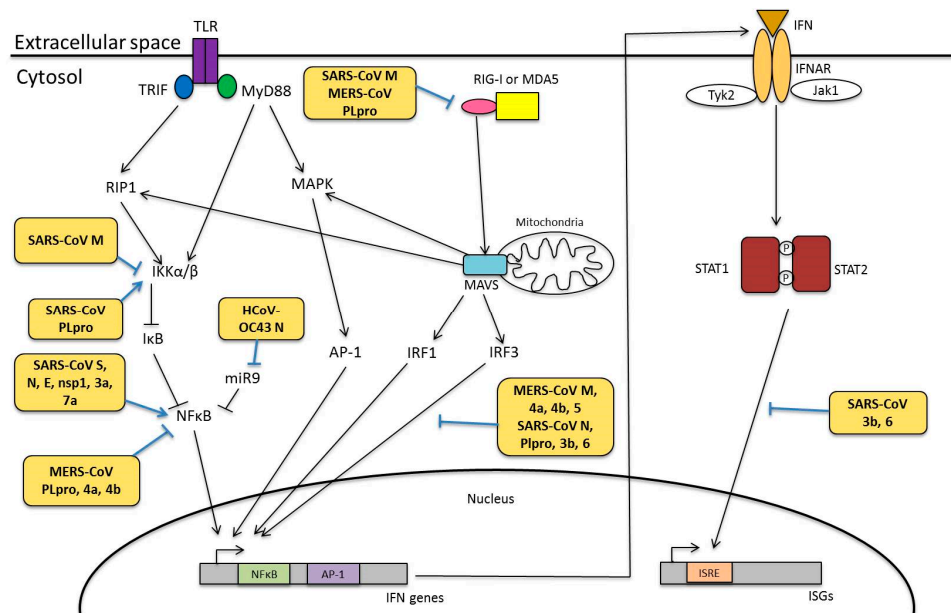 TLR
IFN
Extracellular space
Cytosol
IFNAR
TRIF
MyD88
SARS-CoV M
MERS-CoV
PLpro
RIG-I or MDA5
Tyk2
Jak1
RIP1
MAPK
Mitochondria
SARS-CoV M
IKKα/β
MAVS
STAT1
P
P
STAT2
SARS-CoV
PLpro
HCoV-
OC43 N
IκB
AP-1
IRF1
IRF3
miR9
SARS-CoV S,
N, E, nsp1, 3a,
7a
NFκB
MERS-CoV M,
4a, 4b, 5
SARS-CoV N,
Plpro, 3b, 6
SARS-CoV
3b, 6
MERS-CoV
PLpro, 4a, 4b
Nucleus
NFκB
AP-1
IFN genes
ISRE
ISGs